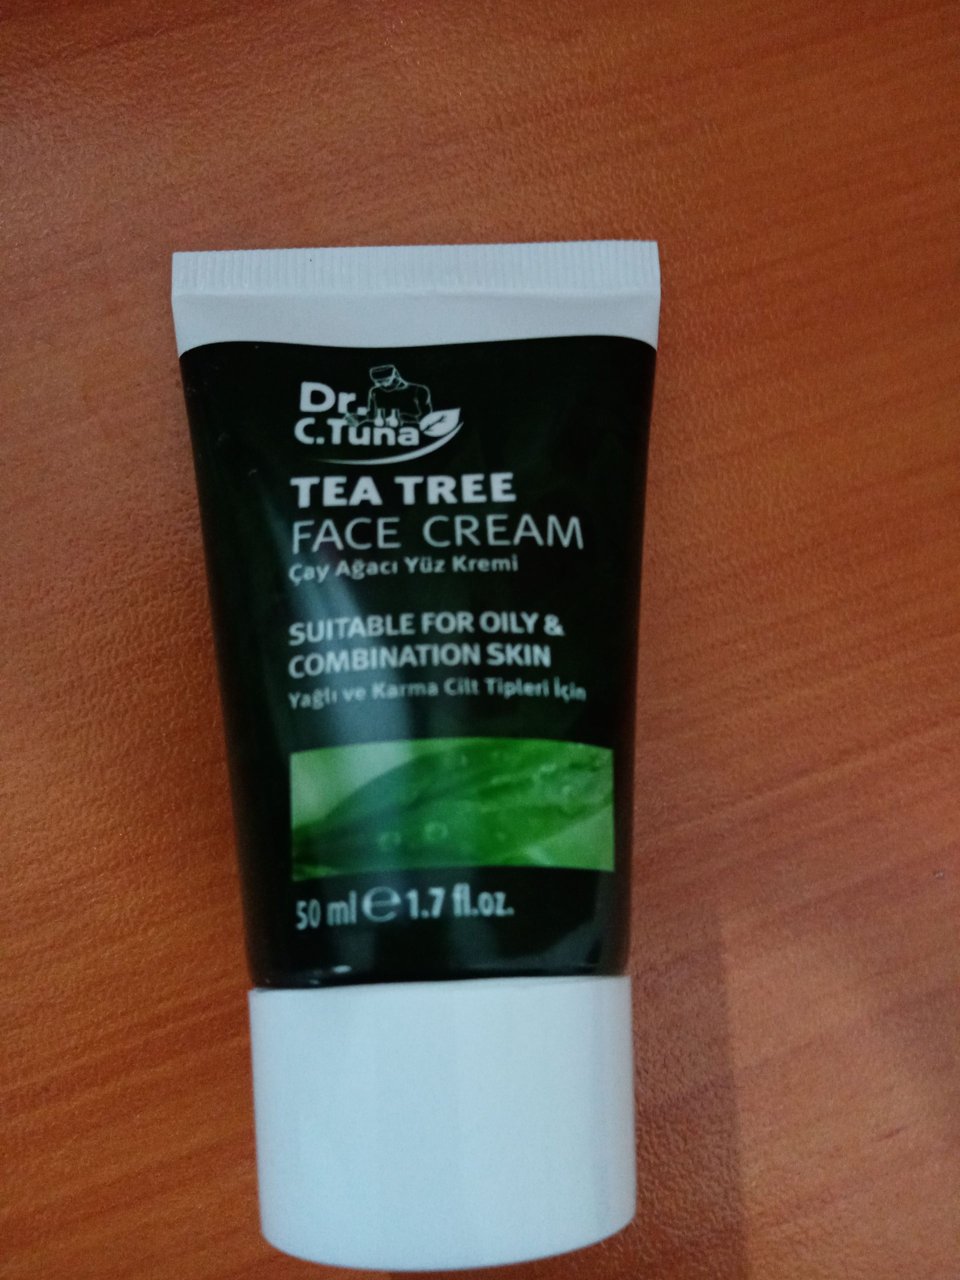 Dr.
C.Tuna
TEA TREE
FACE CREAM
Çay Ağacı Yüz Kremi
SUITABLE FOR OILY &
COMBINATION SKIN
Yağlı ve Karma Cilt Tipleri İçin
50 ml ℮ 1.7 fl.oz.